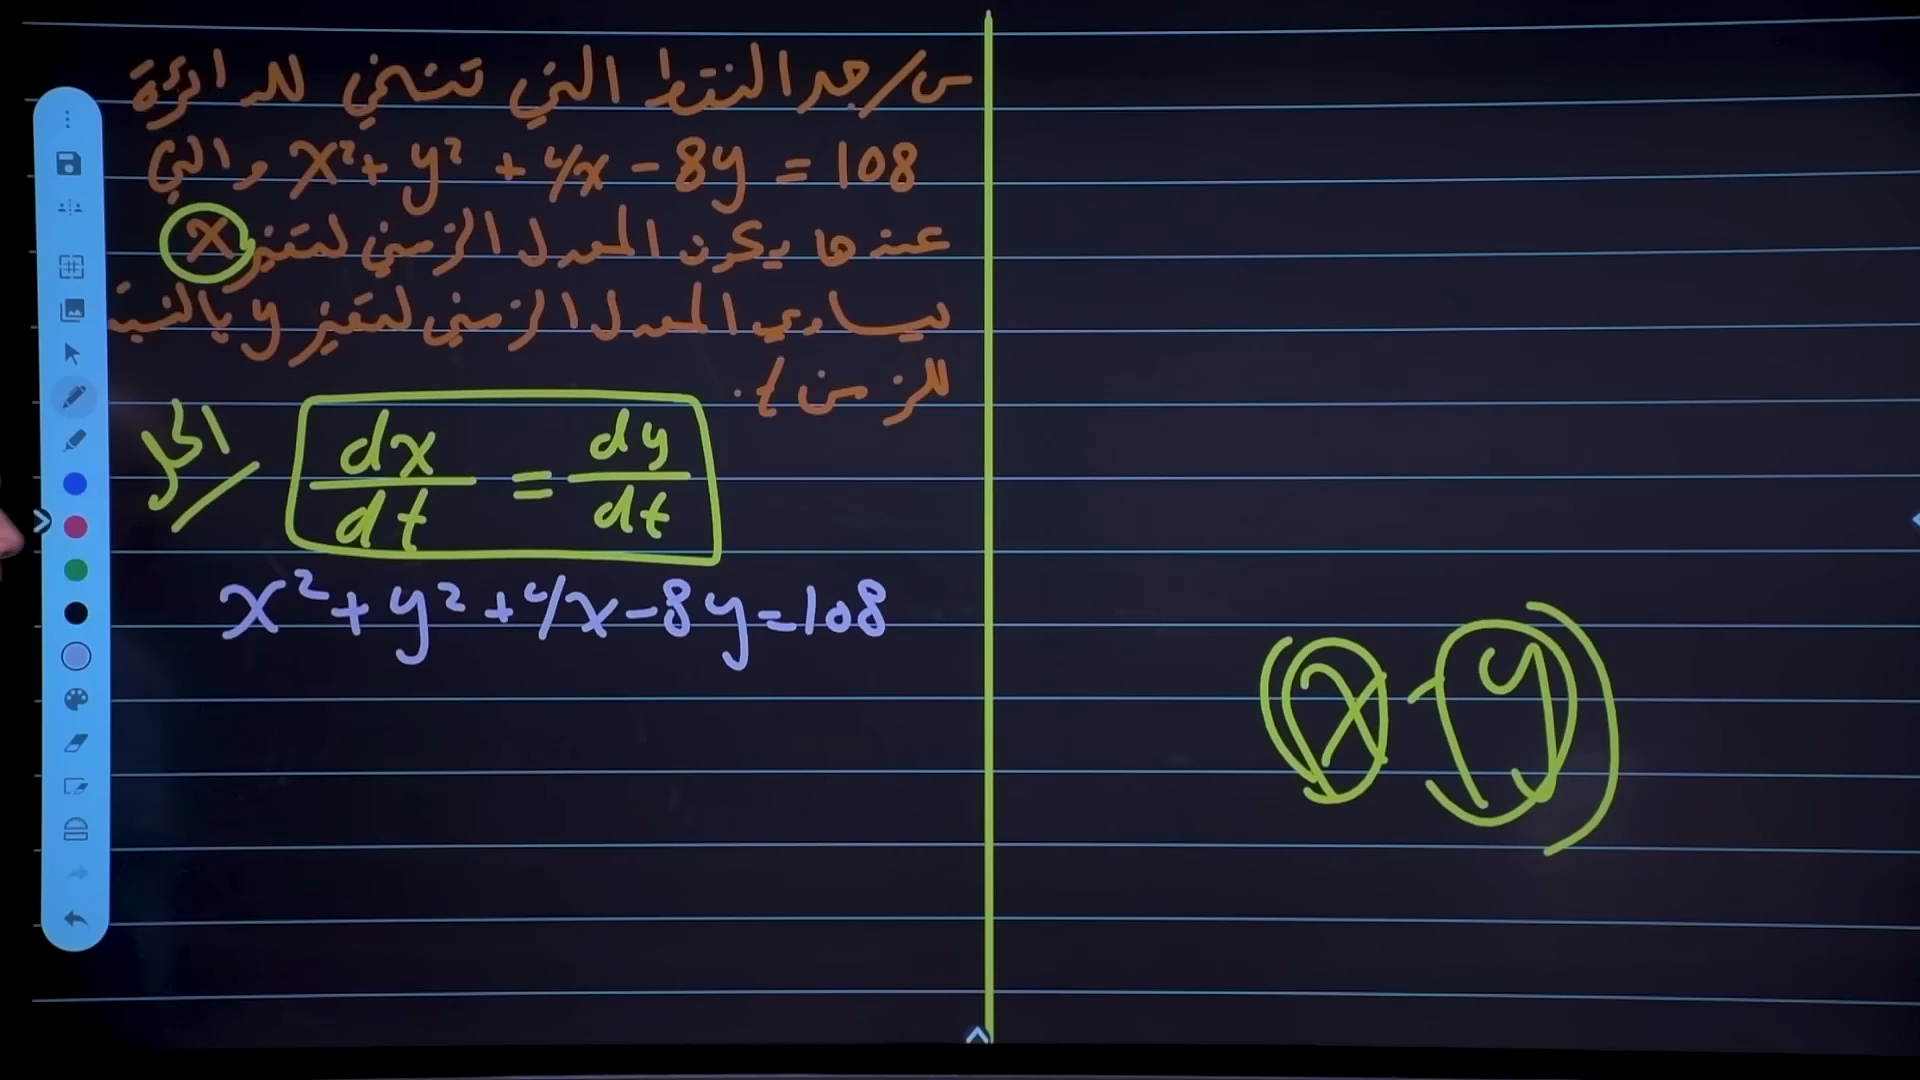 س/ جد النقط التي تنتمي للدائرة
x²+ y² + 4x - 8y = 108 والتي
عندما يكون المعدل الزمني لتغير x
يساوي المعدل الزمني لتغير y بالنسبة
للزمن t.
الحل/ dx/dt = dy/dt
x²+y²+4x-8y=108
(x, y)